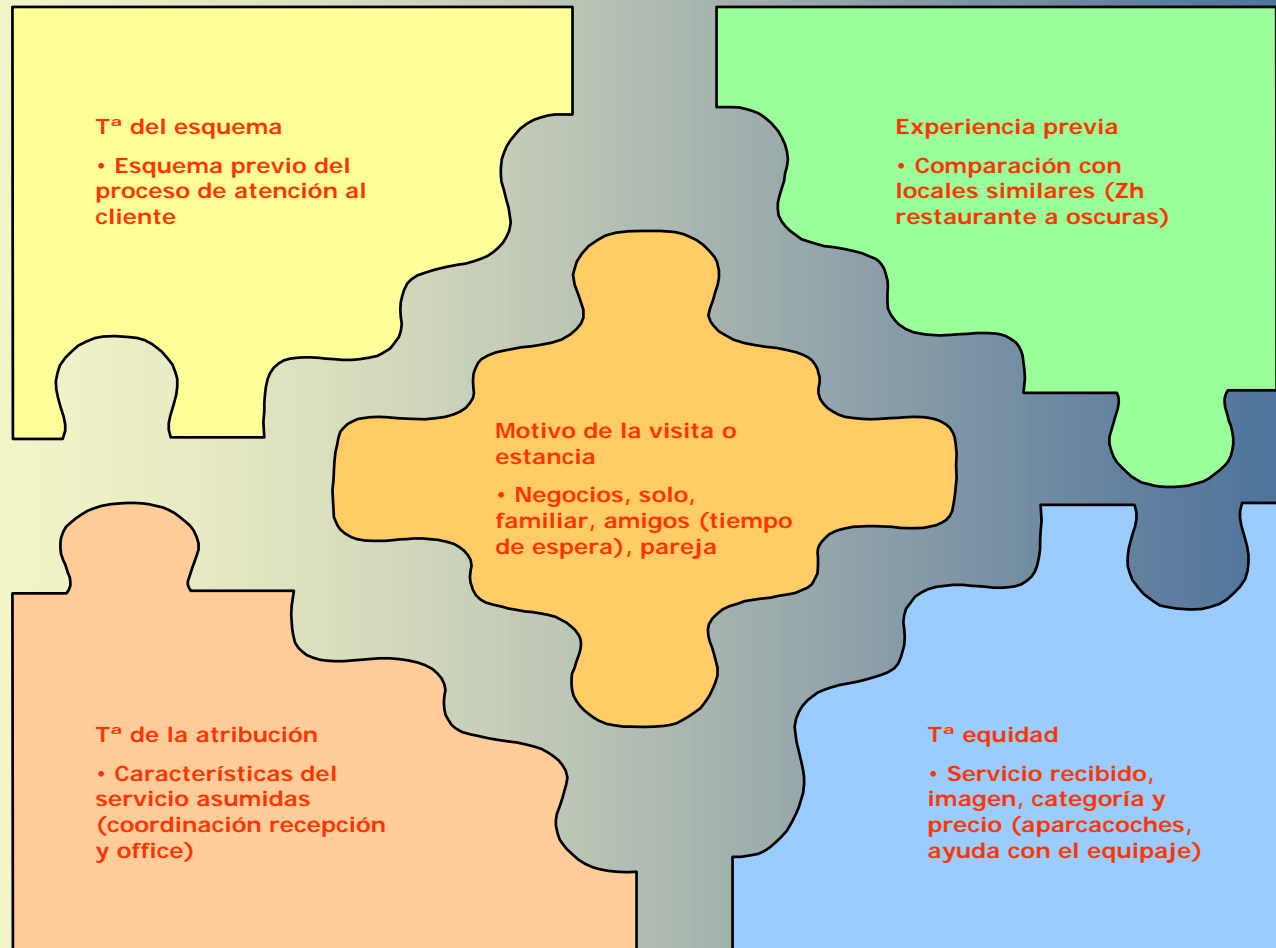 Tª del esquema
• Esquema previo del
proceso de atención al
cliente
Experiencia previa
• Comparación con
locales similares (Zh
restaurante a oscuras)
Motivo de la visita o
estancia
• Negocios, solo,
familiar, amigos (tiempo
de espera), pareja
Tª de la atribución
• Características del
servicio asumidas
(coordinación recepción
y office)
Tª equidad
• Servicio recibido,
imagen, categoría y
precio (aparcacoches,
ayuda con el equipaje)